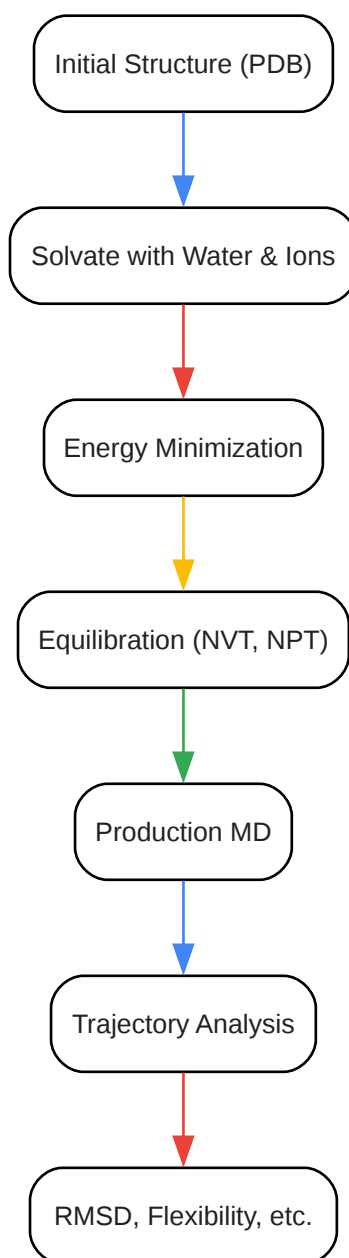 Initial Structure (PDB)
Solvate with Water & Ions
Energy Minimization
Equilibration (NVT, NPT)
Production MD
Trajectory Analysis
RMSD, Flexibility, etc.